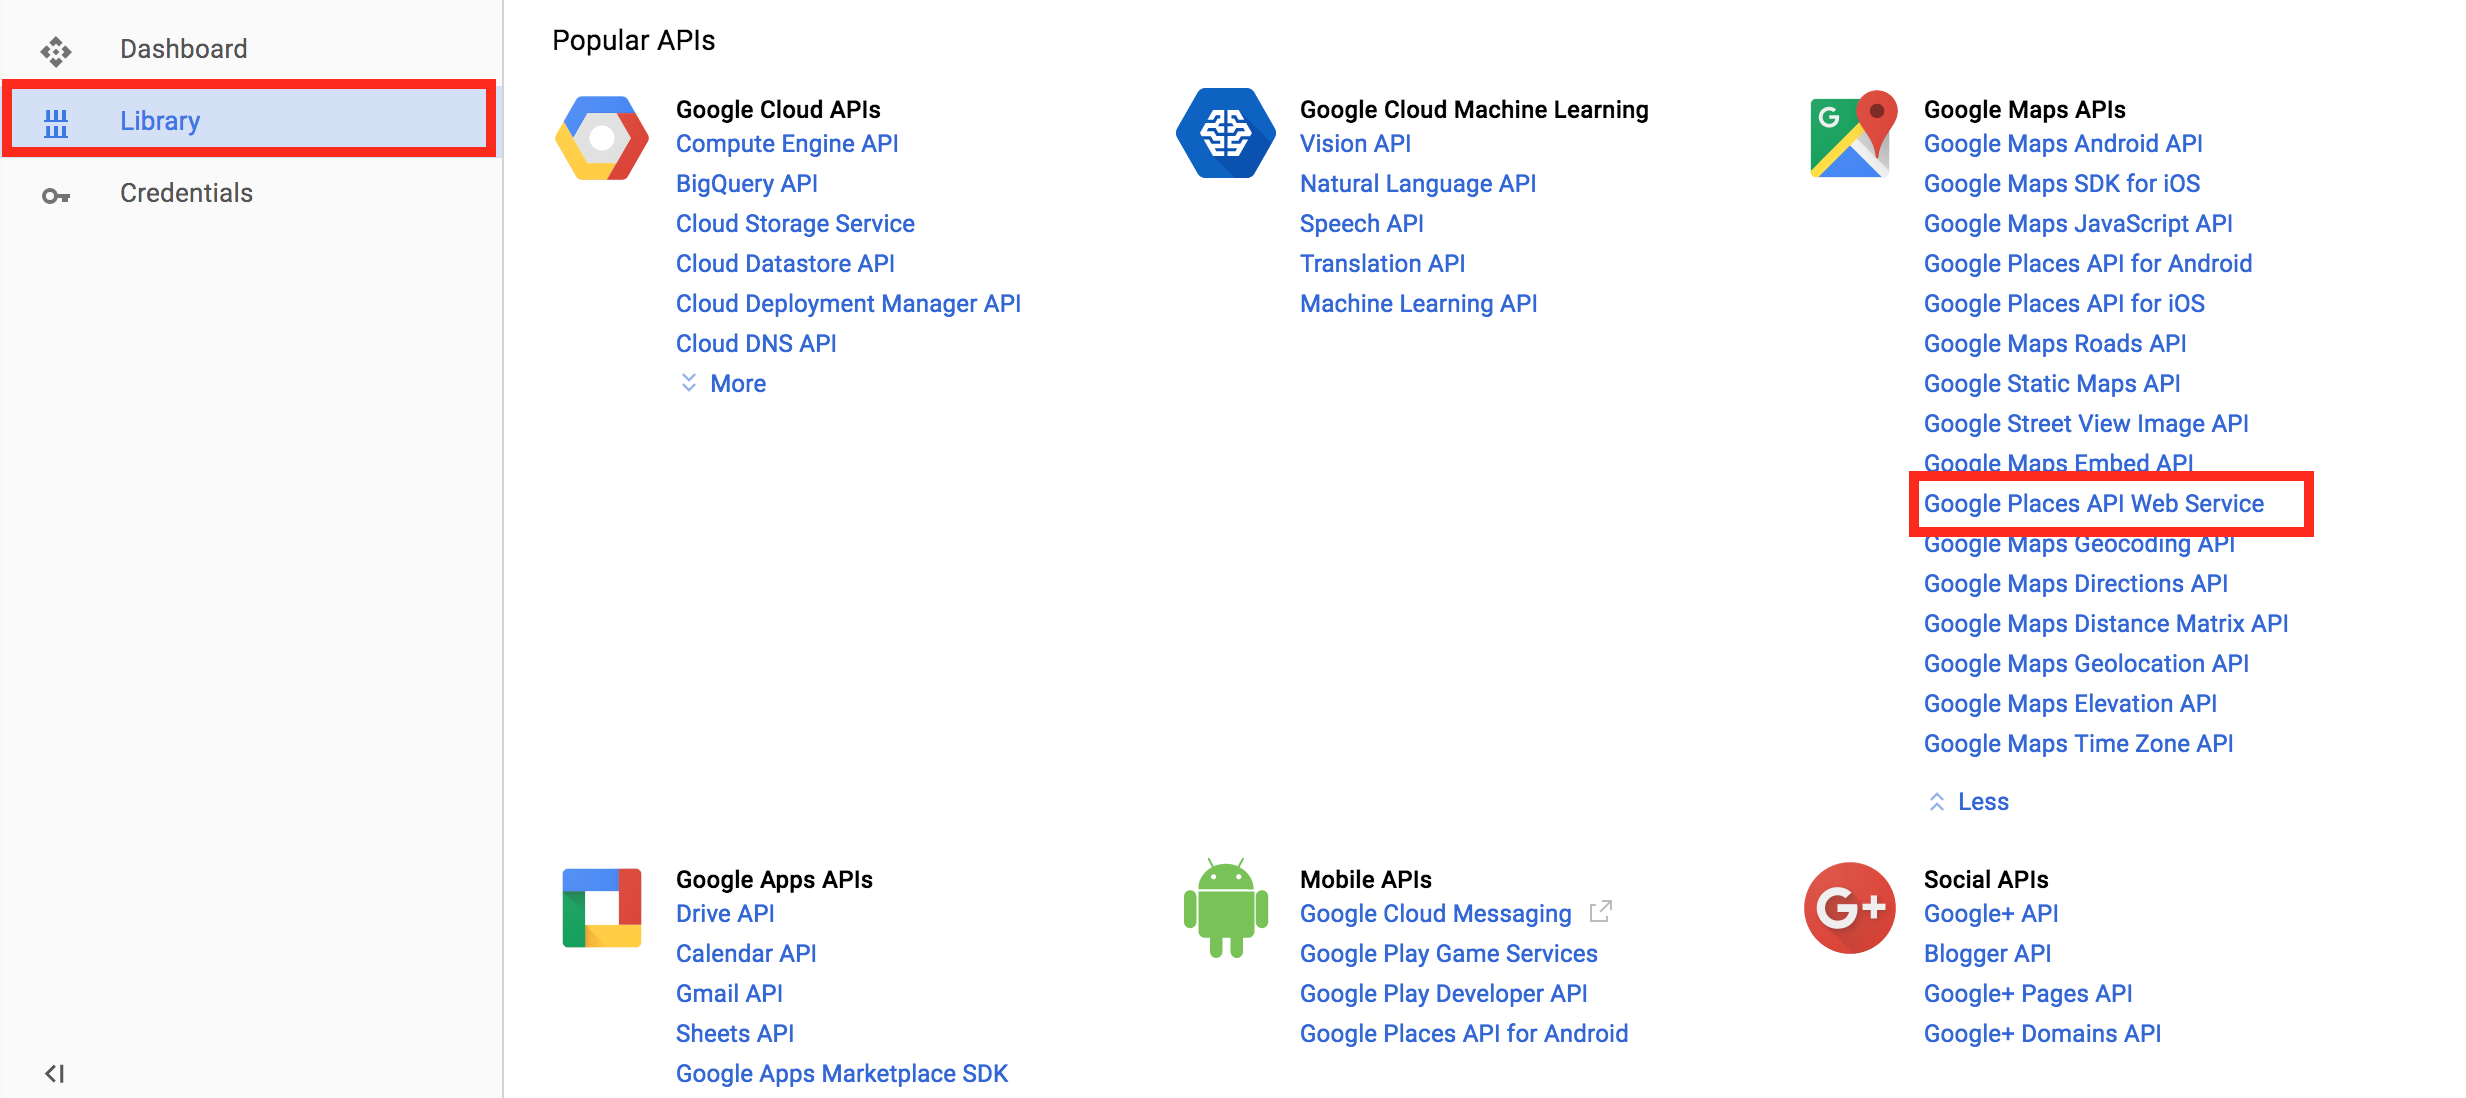 Dashboard
Library
Credentials
Popular APIs
Google Cloud APIs
Compute Engine API
BigQuery API
Cloud Storage Service
Cloud Datastore API
Cloud Deployment Manager API
Cloud DNS API
More
Google Cloud Machine Learning
Vision API
Natural Language API
Speech API
Translation API
Machine Learning API
G
Google Maps APIs
Google Maps Android API
Google Maps SDK for iOS
Google Maps JavaScript API
Google Places API for Android
Google Places API for iOS
Google Maps Roads API
Google Static Maps API
Google Street View Image API
Google Maps Embed API
Google Places API Web Service
Google Maps Geocoding API
Google Maps Directions API
Google Maps Distance Matrix API
Google Maps Geolocation API
Google Maps Elevation API
Google Maps Time Zone API
Less
Google Apps APIs
Drive API
Calendar API
Gmail API
Sheets API
Google Apps Marketplace SDK
Mobile APIs
Google Cloud Messaging
Google Play Game Services
Google Play Developer API
Google Places API for Android
G+
Social APIs
Google+ API
Blogger API
Google+ Pages API
Google+ Domains API